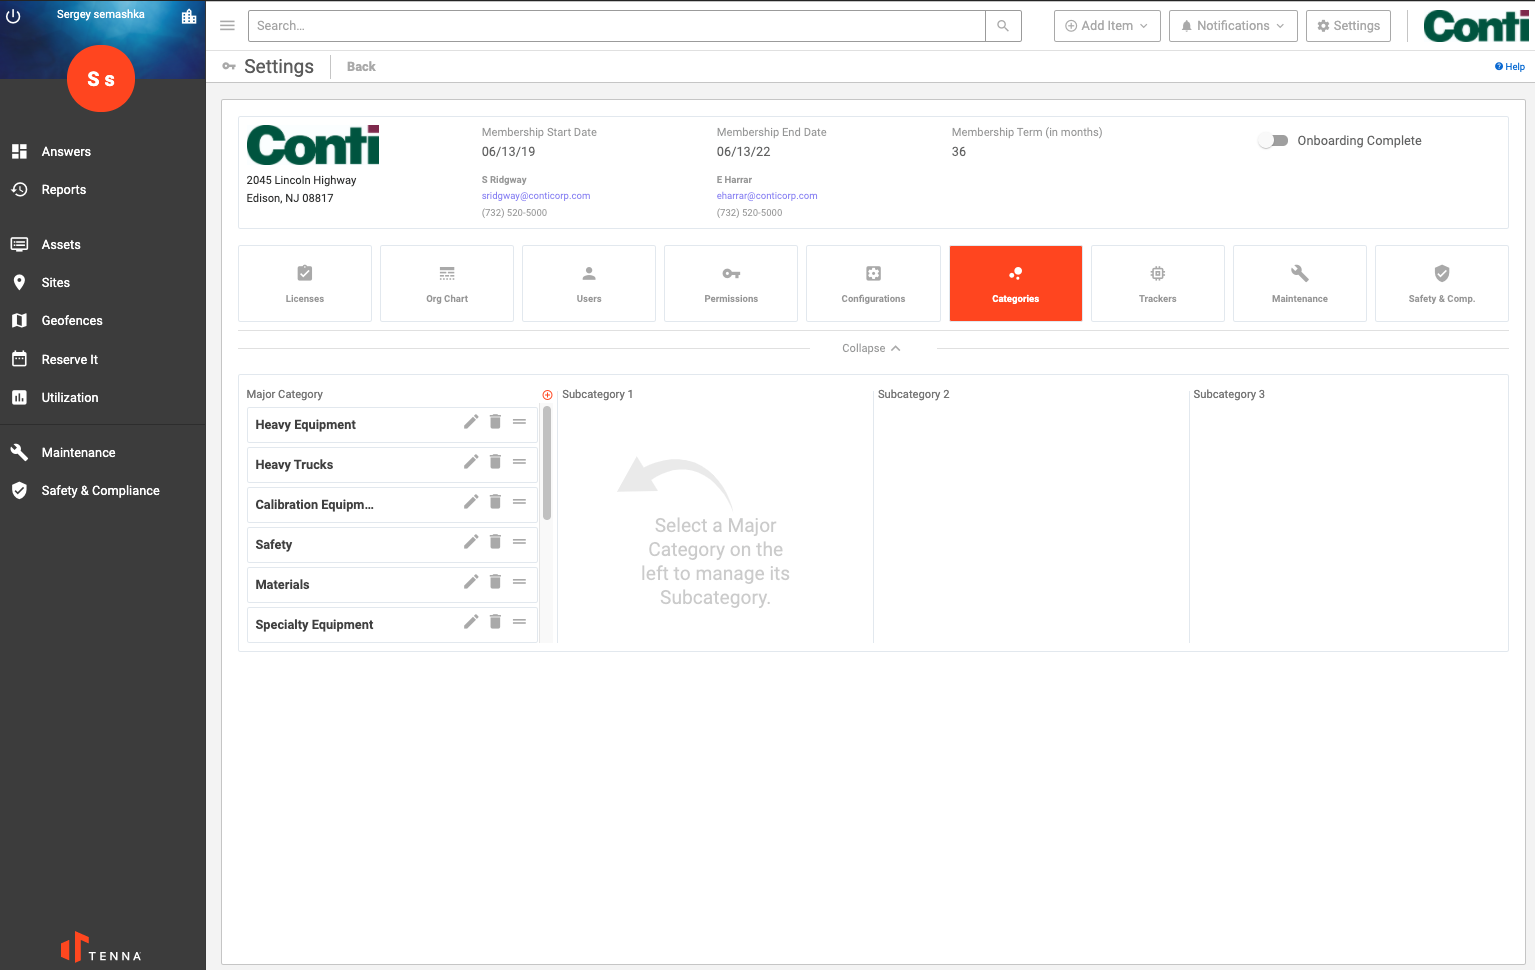 Sergey semashka
S s
Answers
Reports
Assets
Sites
Geofences
Reserve It
Utilization
Maintenance
Safety & Compliance
TENNA
Search...
Add Item
Notifications
Settings
Conti
Settings
Back
Help
Conti
2045 Lincoln Highway
Edison, NJ 08817
Membership Start Date
06/13/19
S Ridgway
sridgway@conticorp.com
(732) 520-5000
Membership End Date
06/13/22
E Harrar
eharrar@conticorp.com
(732) 520-5000
Membership Term (in months)
36
Onboarding Complete
Licenses
Org Chart
Users
Permissions
Configurations
Categories
Trackers
Maintenance
Safety & Comp.
Collapse
Major Category
Heavy Equipment
Heavy Trucks
Calibration Equipm...
Safety
Materials
Specialty Equipment
Subcategory 1
Select a Major
Category on the
left to manage its
Subcategory.
Subcategory 2
Subcategory 3